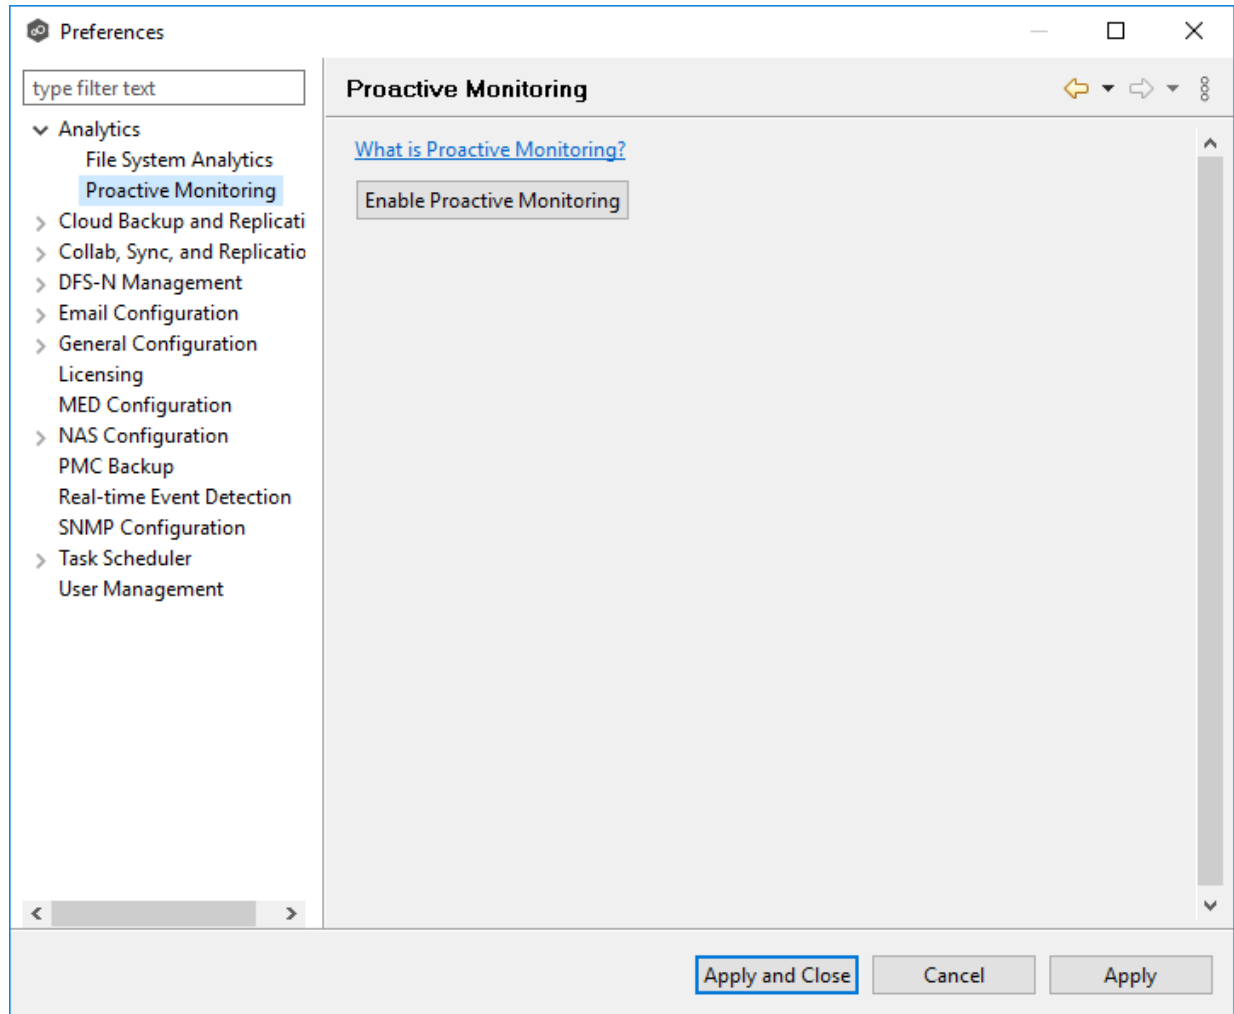 Preferences
type filter text
Analytics
File System Analytics
Proactive Monitoring
Cloud Backup and Replicati
Collab, Sync, and Replicatio
DFS-N Management
Email Configuration
General Configuration
Licensing
MED Configuration
NAS Configuration
PMC Backup
Real-time Event Detection
SNMP Configuration
Task Scheduler
User Management
Proactive Monitoring
What is Proactive Monitoring?
Enable Proactive Monitoring
Apply and Close
Cancel
Apply